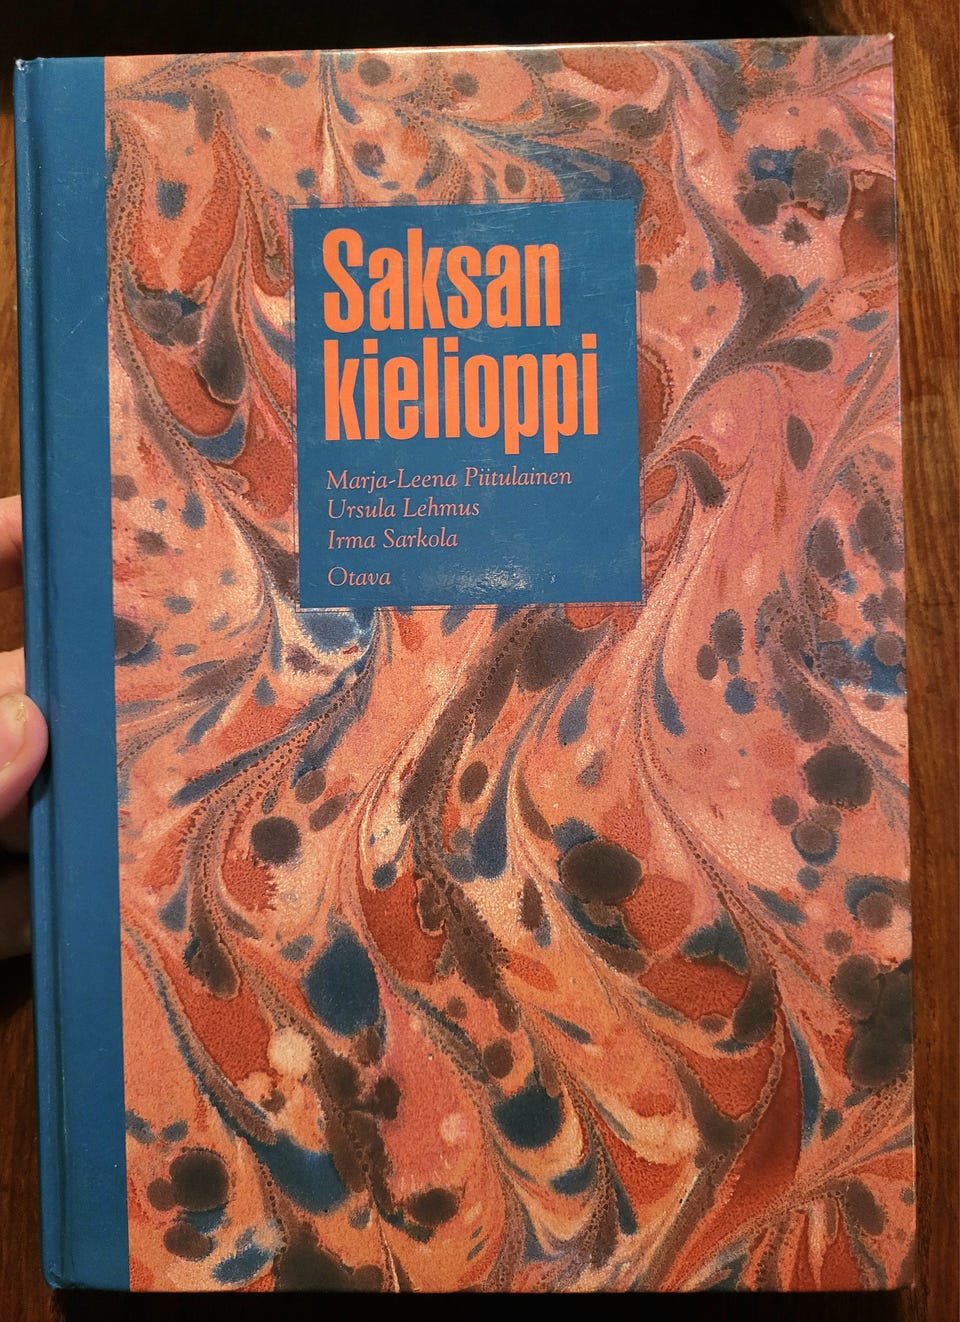 Saksan
kielioppi
Marja-Leena Piitulainen
Ursula Lehmus
Irma Sarkola
Otava